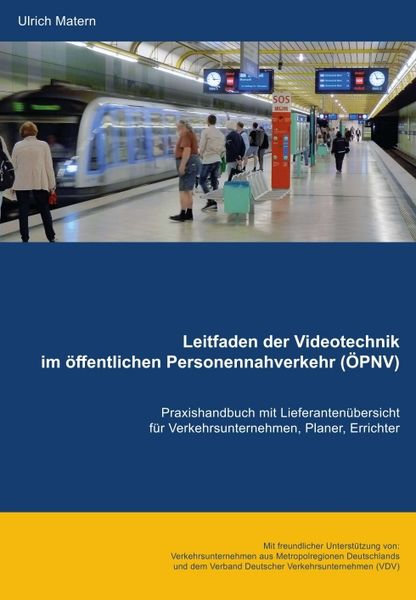 Ulrich Matern
SOS
Leitfaden der Videotechnik
im öffentlichen Personennahverkehr (ÖPNV)
Praxishandbuch mit Lieferantenübersicht
für Verkehrsunternehmen, Planer, Errichter
Mit freundlicher Unterstützung von:
Verkehrsunternehmen aus Metropolregionen Deutschlands
und dem Verband Deutscher Verkehrsunternehmen (VDV)